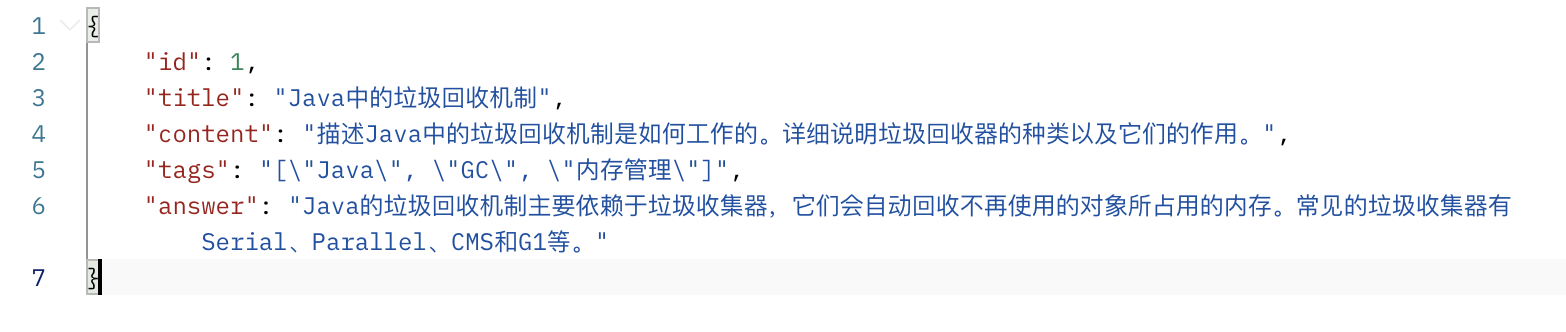 1 {
2 "id": 1,
3 "title": "Java中的垃圾回收机制",
4 "content": "描述Java中的垃圾回收机制是如何工作的。详细说明垃圾回收器的种类以及它们的作用。",
5 "tags": "[\"Java\", \"GC\", \"内存管理\"]",
6 "answer": "Java的垃圾回收机制主要依赖于垃圾收集器，它们会自动回收不再使用的对象所占用的内存。常见的垃圾收集器有
Serial、Parallel、CMS和G1等。"
7 }